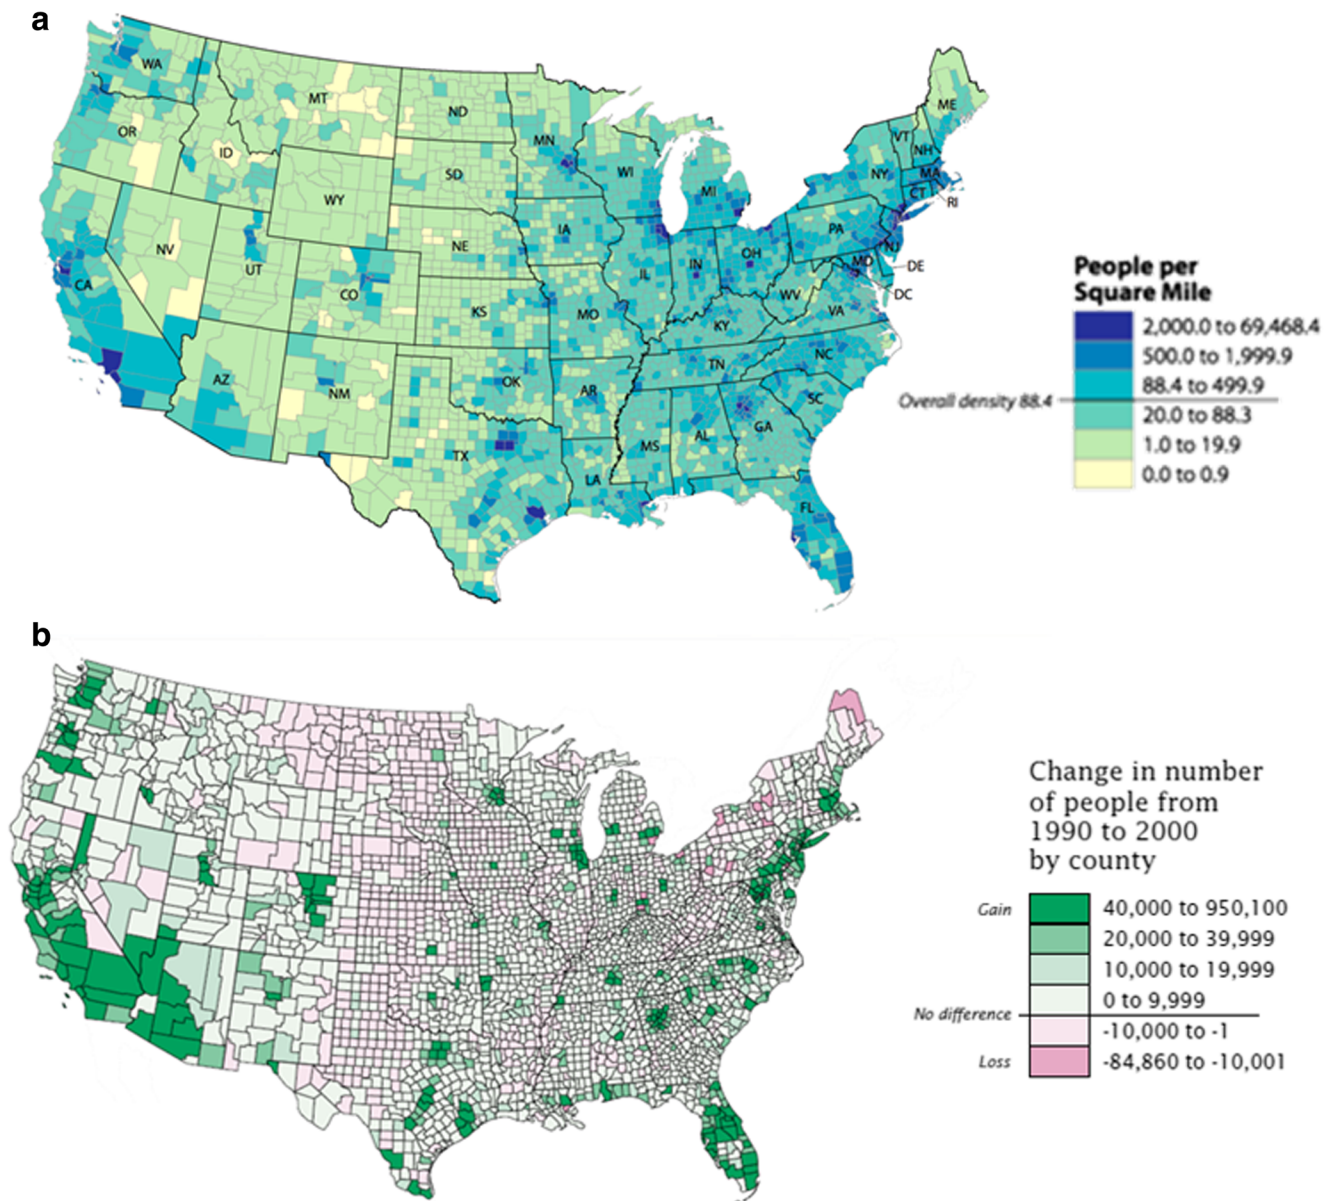 a
WA
MT
ND
MN
ME
OR
ID
SD
WI
VT
NH
NY
MA
CT
RI
WY
MI
NV
UT
NE
IA
PA
NJ
CA
CO
IL
IN
OH
MD
DE
DC
WV
VA
KS
MO
KY
AZ
NM
OK
AR
TN
NC
SC
TX
LA
MS
AL
GA
FL
People per
Square Mile
2,000.0 to 69,468.4
500.0 to 1,999.9
88.4 to 499.9
Overall density 88.4
20.0 to 88.3
1.0 to 19.9
0.0 to 0.9
b
Change in number
of people from
1990 to 2000
by county
Gain
40,000 to 950,100
20,000 to 39,999
10,000 to 19,999
0 to 9,999
No difference
-10,000 to -1
Loss
-84,860 to -10,001